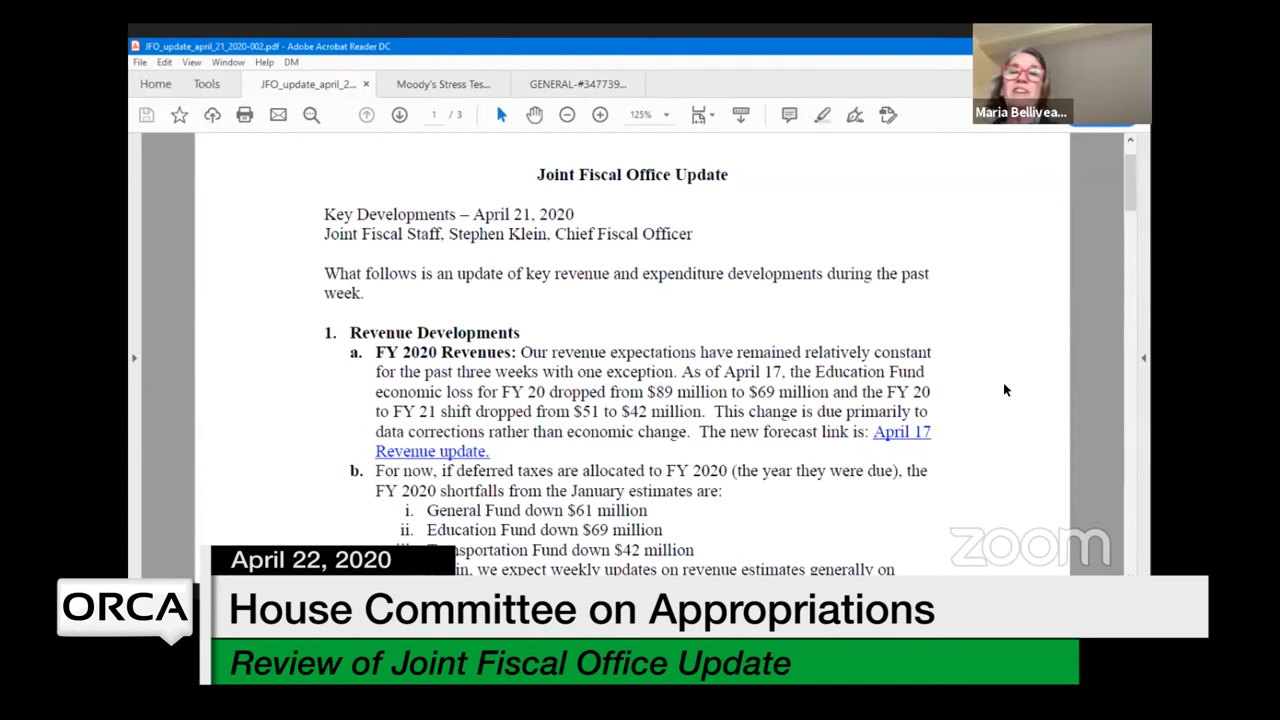 JFO_update_april_21_2020-002.pdf - Adobe Acrobat Reader DC
File Edit View Window Help DM
Home Tools JFO_update_april_2... × Moody's Stress Tes... GENERAL-#347739...
1 / 3 125%
Maria Bellivea...
Joint Fiscal Office Update
Key Developments – April 21, 2020
Joint Fiscal Staff, Stephen Klein, Chief Fiscal Officer
What follows is an update of key revenue and expenditure developments during the past
week.
1. Revenue Developments
a. FY 2020 Revenues: Our revenue expectations have remained relatively constant
for the past three weeks with one exception. As of April 17, the Education Fund
economic loss for FY 20 dropped from $89 million to $69 million and the FY 20
to FY 21 shift dropped from $51 to $42 million. This change is due primarily to
data corrections rather than economic change. The new forecast link is: April 17
Revenue update.
b. For now, if deferred taxes are allocated to FY 2020 (the year they were due), the
FY 2020 shortfalls from the January estimates are:
i. General Fund down $61 million
ii. Education Fund down $69 million
Fund down $42 million
we expect weekly updates on revenue estimates generally on
zoom
April 22, 2020
ORCA
House Committee on Appropriations
Review of Joint Fiscal Office Update